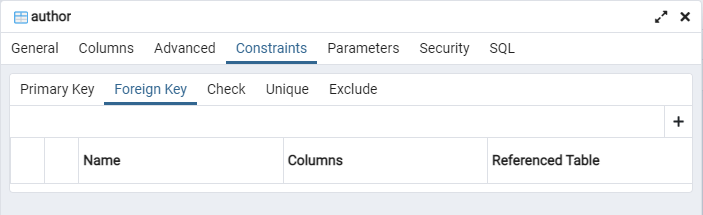 author
General Columns Advanced Constraints Parameters Security SQL
Primary Key Foreign Key Check Unique Exclude
Name Columns Referenced Table